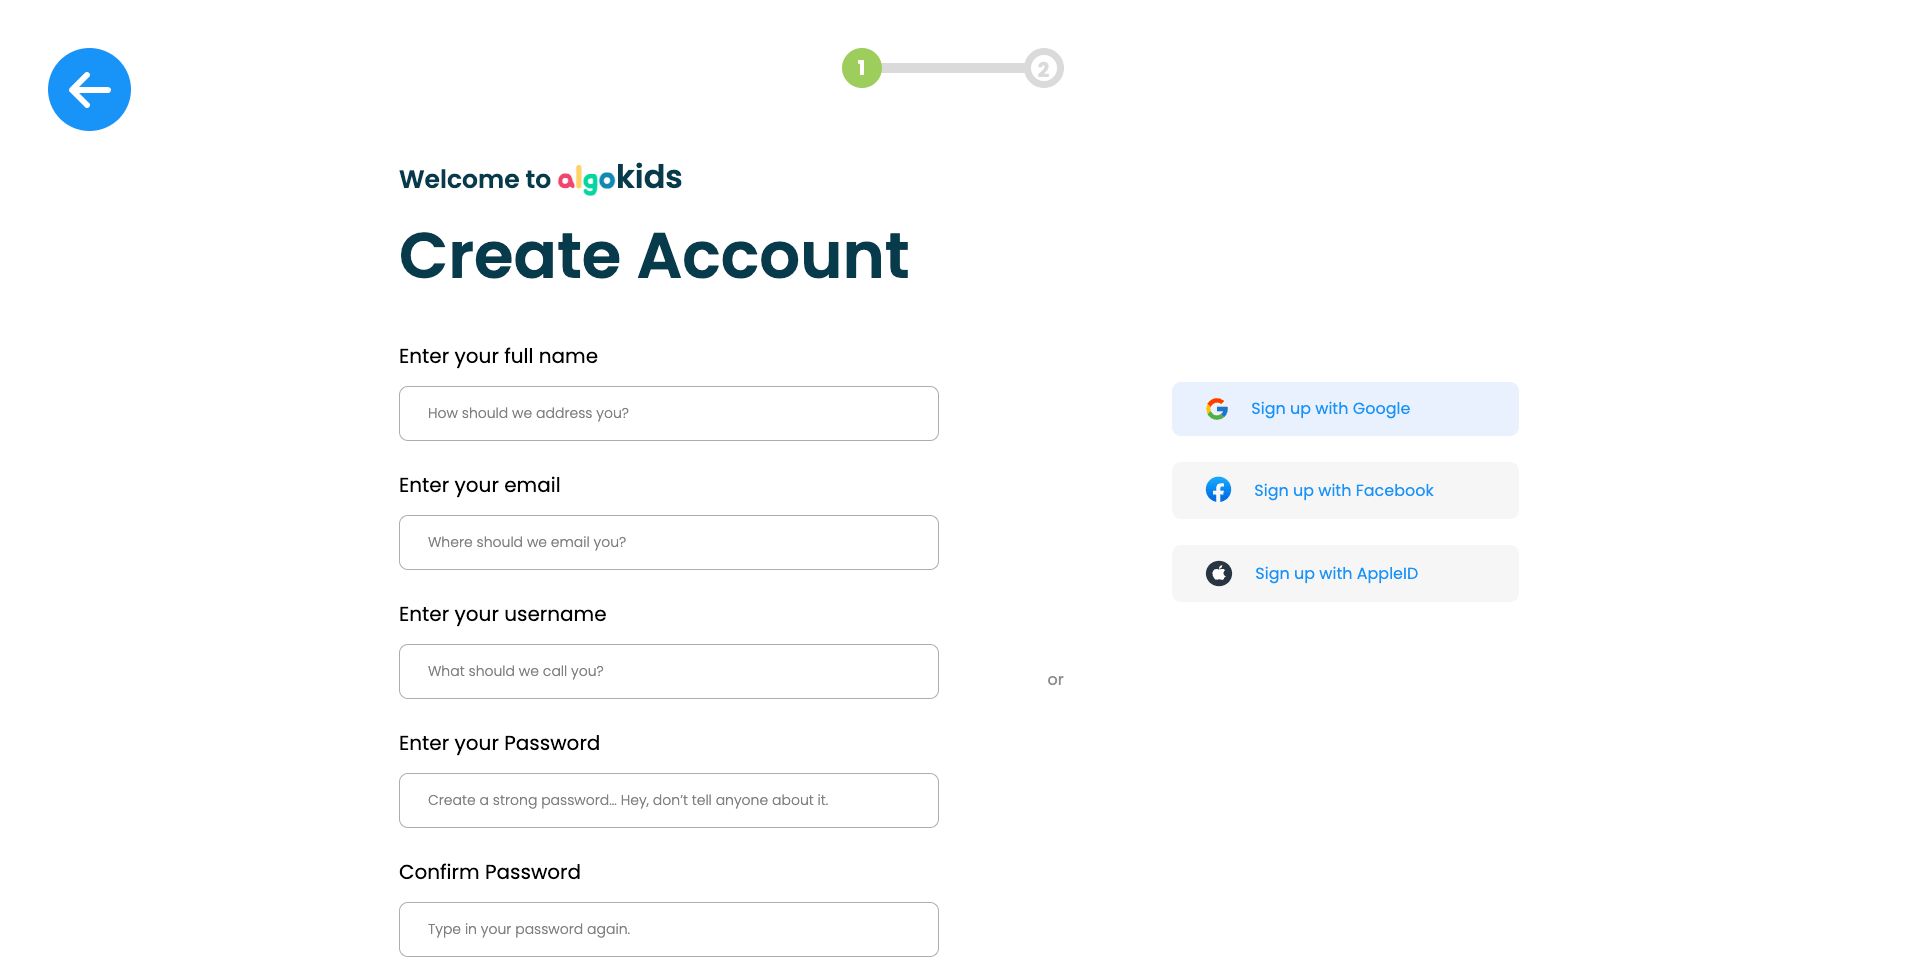 1
2
Welcome to algokids
Create Account
Enter your full name
How should we address you?
Enter your email
Where should we email you?
Enter your username
What should we call you?
Enter your Password
Create a strong password... Hey, don't tell anyone about it.
Confirm Password
Type in your password again.
or
Sign up with Google
Sign up with Facebook
Sign up with AppleID